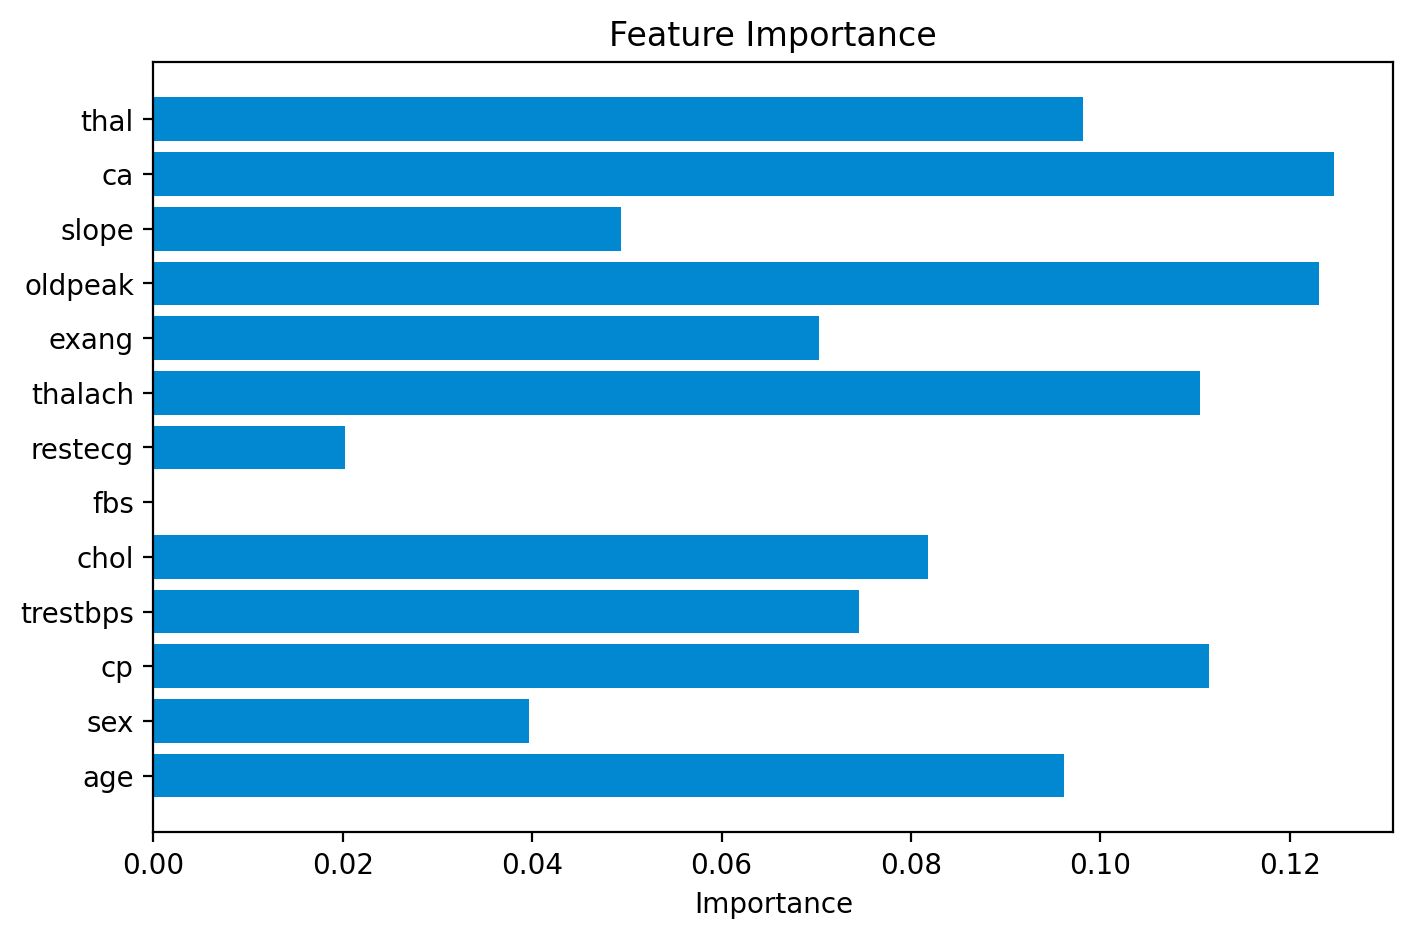 Feature Importance
thal
ca
slope
oldpeak
exang
thalach
restecg
fbs
chol
trestbps
cp
sex
age
0.00 0.02 0.04 0.06 0.08 0.10 0.12
Importance